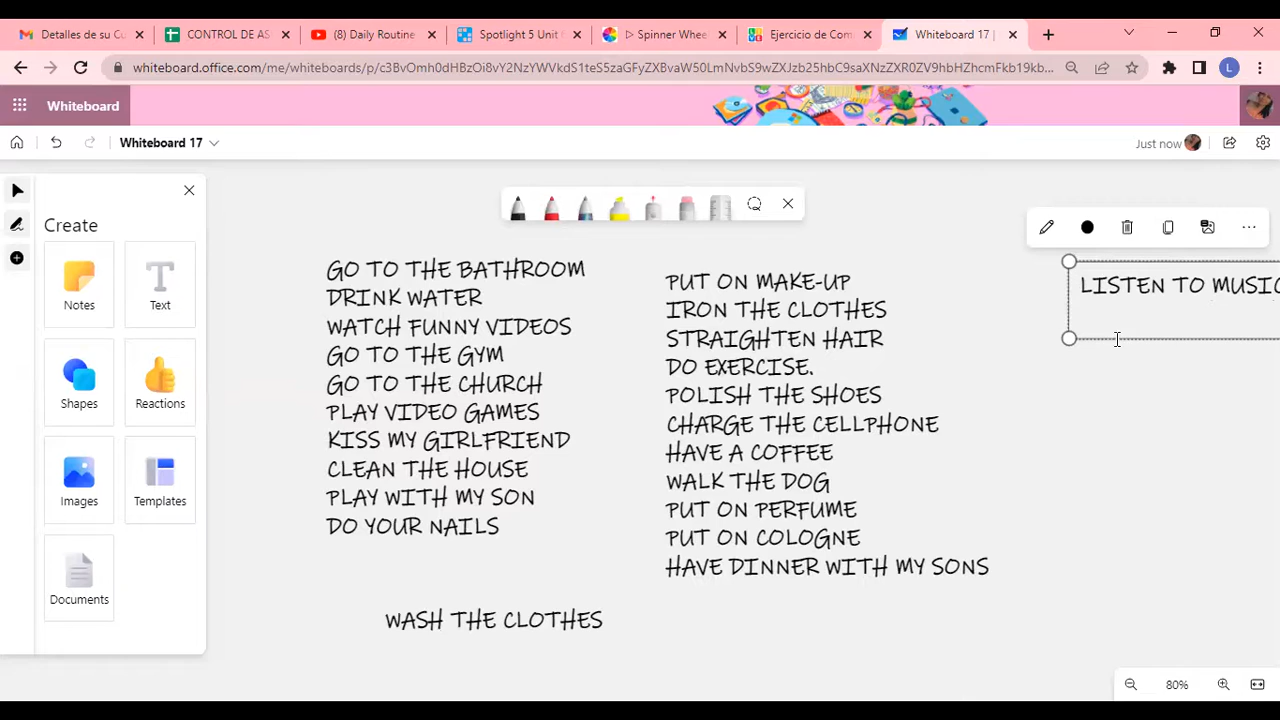 Detalles de su Cu
CONTROL DE AS
(8) Daily Routine
Spotlight 5 Unit
Spinner Whee
Ejercicio de Com
Whiteboard 17 |
whiteboard.office.com/me/whiteboards/p/
L
Whiteboard
Whiteboard 17
Just now
Create
Notes
Text
Shapes
Reactions
Images
Templates
Documents
GO TO THE BATHROOM
DRINK WATER
WATCH FUNNY VIDEOS
GO TO THE GYM
GO TO THE CHURCH
PLAY VIDEO GAMES
KISS MY GIRLFRIEND
CLEAN THE HOUSE
PLAY WITH MY SON
DO YOUR NAILS
WASH THE CLOTHES
PUT ON MAKE-UP
IRON THE CLOTHES
STRAIGHTEN HAIR
DO EXERCISE.
POLISH THE SHOES
CHARGE THE CELLPHONE
HAVE A COFFEE
WALK THE DOG
PUT ON PERFUME
PUT ON COLOGNE
HAVE DINNER WITH MY SONS
LISTEN TO MUSIC
80%